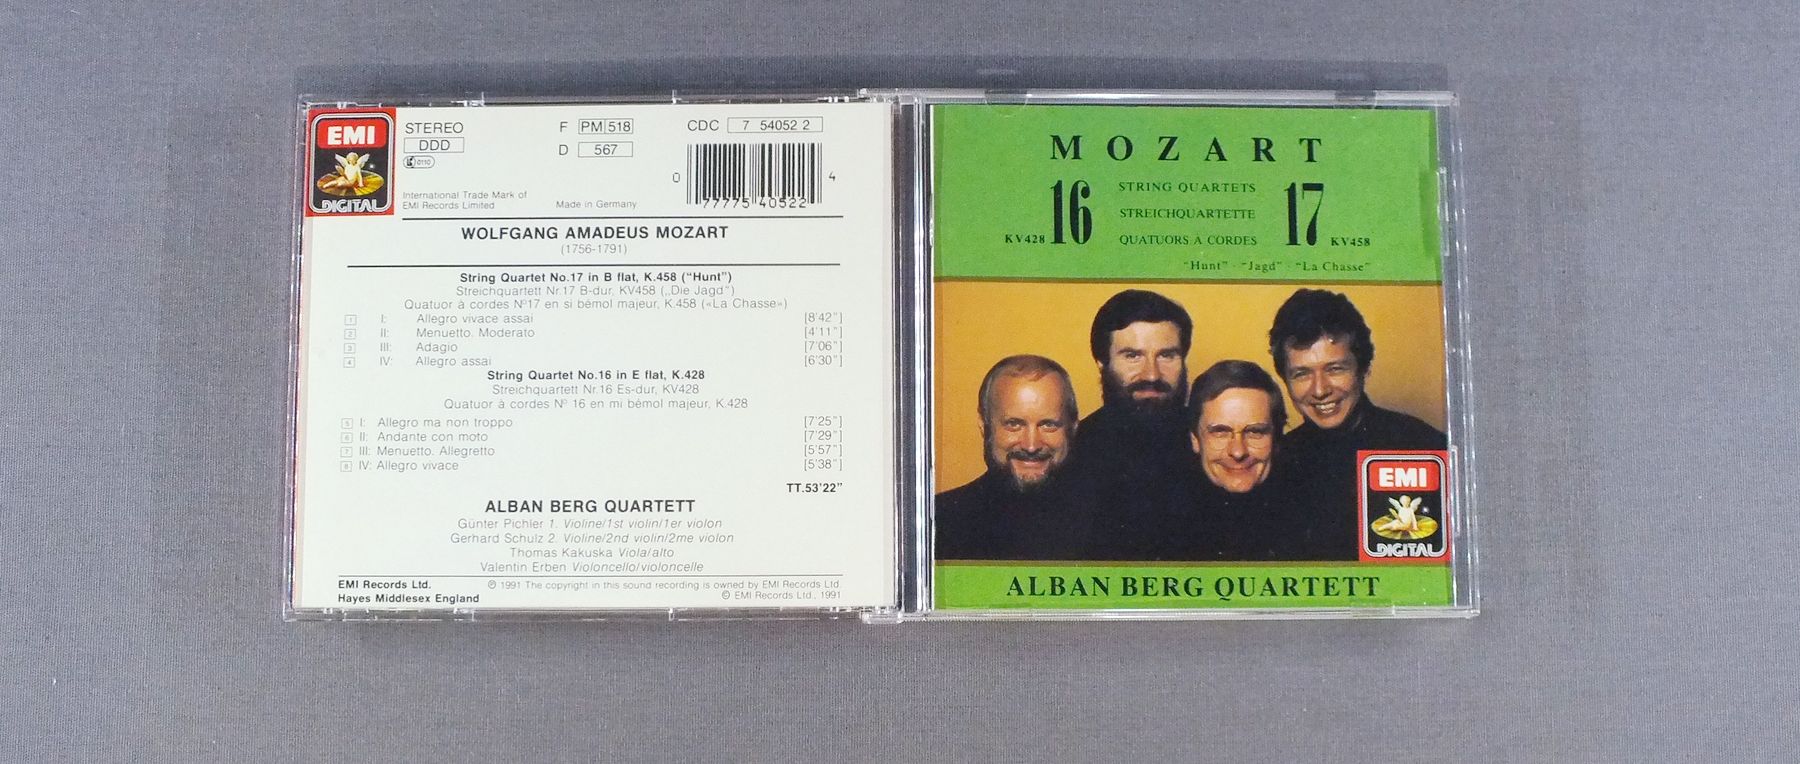 EMI
DIGITAL
STEREO
DDD
0110
International Trade Mark of
EMI Records Limited
F PM 518
D 567
Made in Germany
CDC 7 54052 2
0 77775 40522 4
WOLFGANG AMADEUS MOZART
(1756-1791)
String Quartet No.17 in B flat, K.458 ("Hunt")
Streichquartett Nr.17 B-dur, KV458 („Die Jagd")
Quatuor à cordes Nº17 en si bémol majeur, K.458 («La Chasse»)
1 I: Allegro vivace assai [8'42"]
2 II: Menuetto. Moderato [4'11"]
3 III: Adagio [7'06"]
4 IV: Allegro assai [6'30"]
String Quartet No.16 in E flat, K.428
Streichquartett Nr.16 Es-dur, KV428
Quatuor à cordes Nº 16 en mi bémol majeur, K.428
5 I: Allegro ma non troppo [7'25"]
6 II: Andante con moto [7'29"]
7 III: Menuetto. Allegretto [5'57"]
8 IV: Allegro vivace [5'38"]
TT.53'22"
ALBAN BERG QUARTETT
Günter Pichler 1. Violine/1st violin/1er violon
Gerhard Schulz 2. Violine/2nd violin/2me violon
Thomas Kakuska Viola/alto
Valentin Erben Violoncello/violoncelle
EMI Records Ltd.
Hayes Middlesex England
℗ 1991 The copyright in this sound recording is owned by EMI Records Ltd.
© EMI Records Ltd., 1991
MOZART
KV428 16
STRING QUARTETS
STREICHQUARTETTE
QUATUORS A CORDES
17 KV458
"Hunt" · "Jagd" · "La Chasse"
EMI
DIGITAL
ALBAN BERG QUARTETT